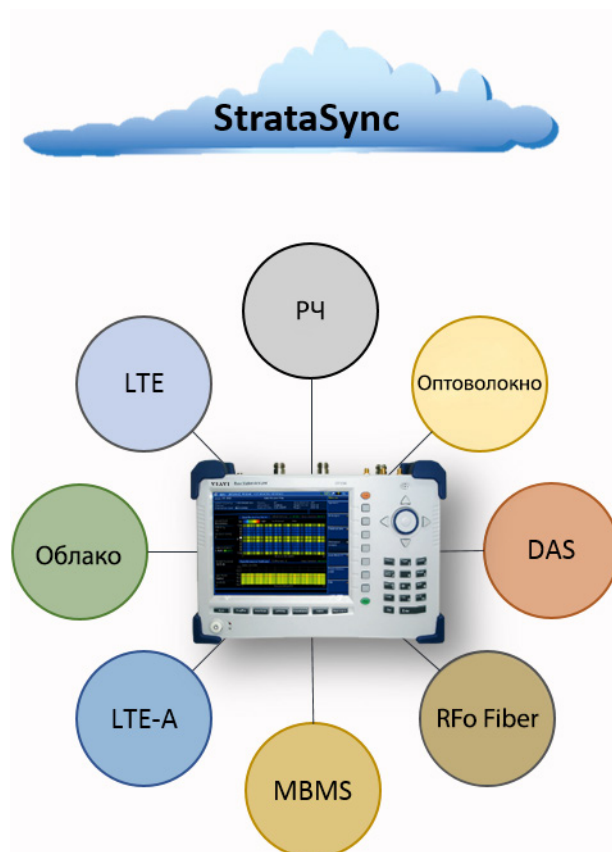 StrataSync
РЧ
LTE
Оптоволокно
Облако
DAS
LTE-A
RFo Fiber
MBMS
VIAVI